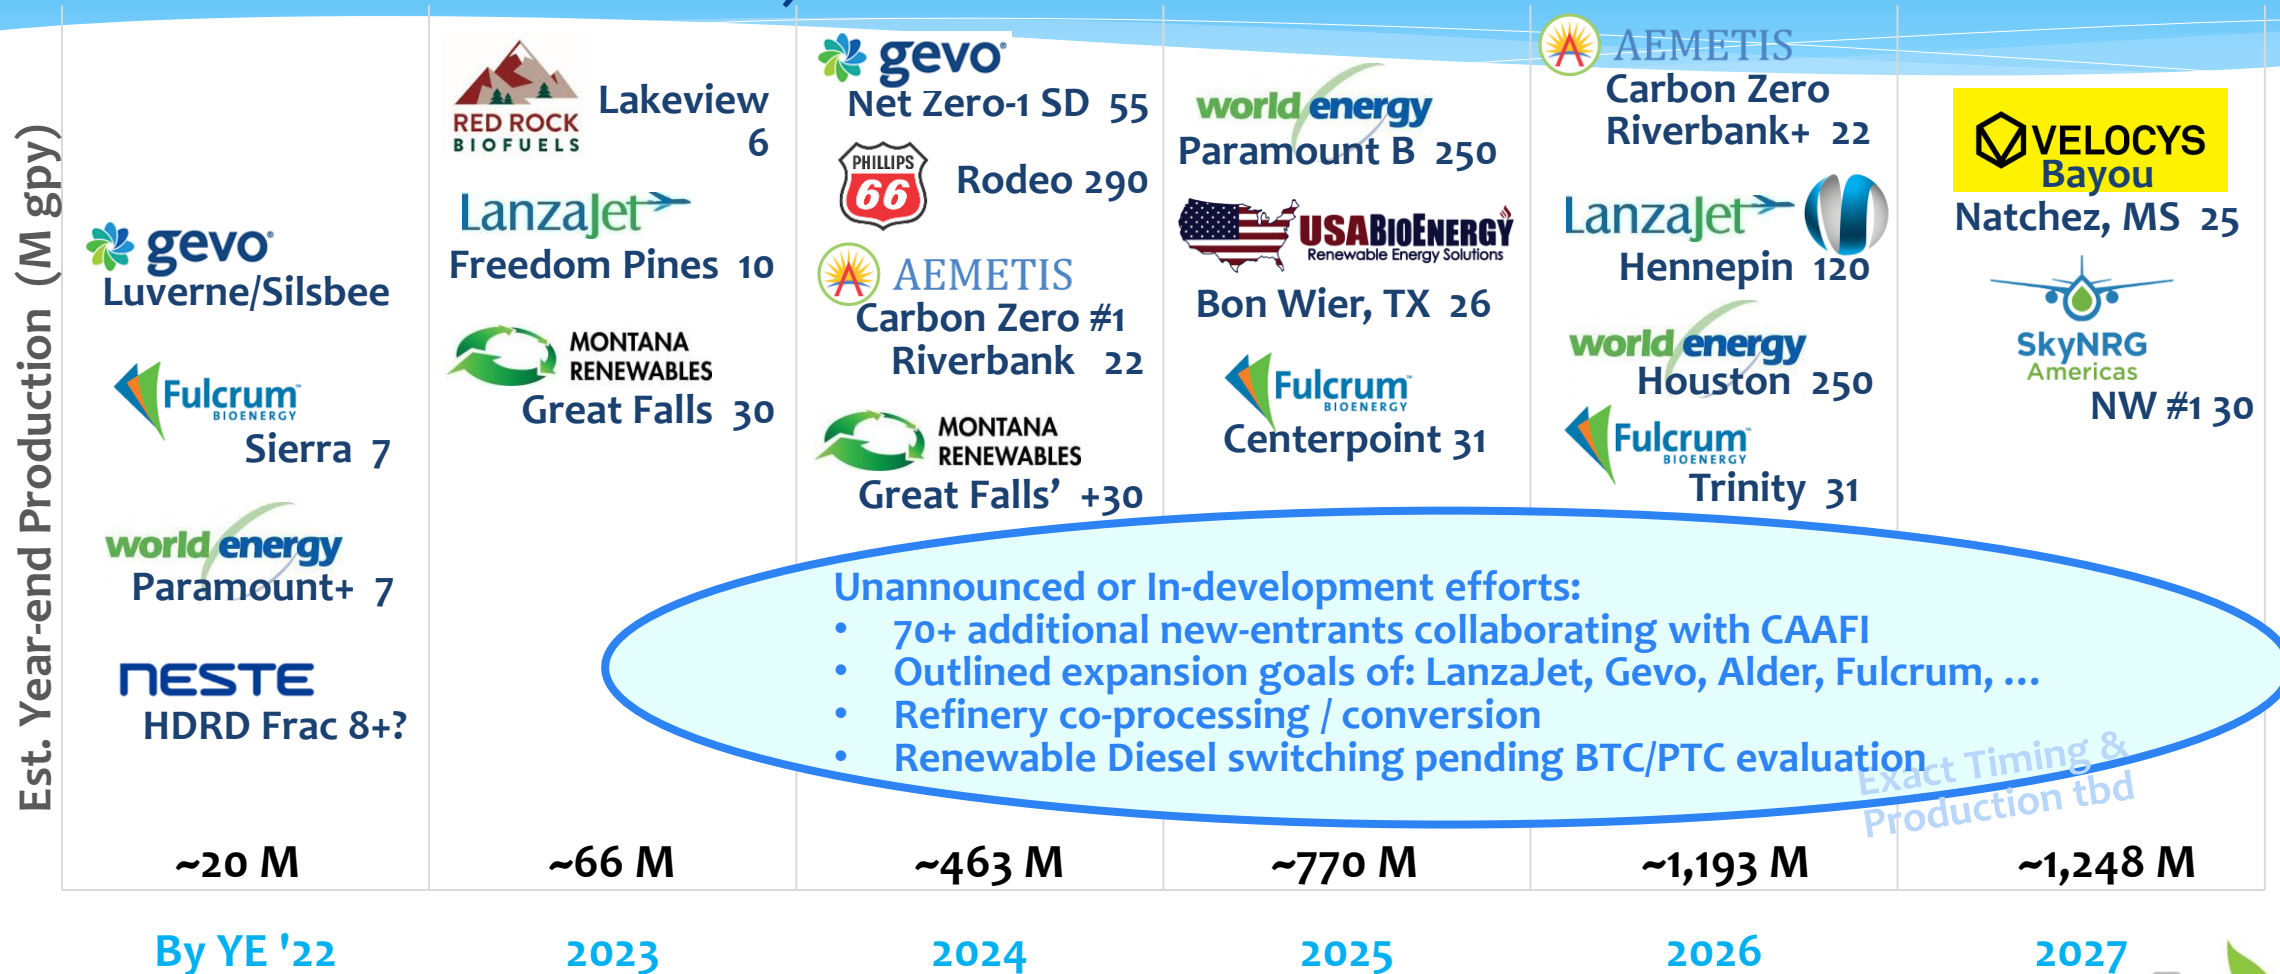 Est. Year-end Production (M gpy)
gevo
Luverne/Silsbee
Fulcrum
BIOENERGY
Sierra 7
world energy
Paramount+ 7
NESTE
HDRD Frac 8+?
~20 M
By YE '22
RED ROCK
BIOFUELS
Lakeview
6
LanzaJet
Freedom Pines 10
MONTANA
RENEWABLES
Great Falls 30
~66 M
2023
gevo
Net Zero-1 SD 55
PHILLIPS
66
Rodeo 290
AEMETIS
Carbon Zero #1
Riverbank 22
MONTANA
RENEWABLES
Great Falls’ +30
~463 M
2024
world energy
Paramount B 250
USABIOENERGY
Renewable Energy Solutions
Bon Wier, TX 26
Fulcrum
BIOENERGY
Centerpoint 31
~770 M
2025
AEMETIS
Carbon Zero
Riverbank+ 22
LanzaJet
Hennepin 120
world energy
Houston 250
Fulcrum
BIOENERGY
Trinity 31
~1,193 M
2026
VELOCYS
Bayou
Natchez, MS 25
SkyNRG
Americas
NW #1 30
~1,248 M
2027
Unannounced or In-development efforts:
• 70+ additional new-entrants collaborating with CAAFI
• Outlined expansion goals of: LanzaJet, Gevo, Alder, Fulcrum, ...
• Refinery co-processing / conversion
• Renewable Diesel switching pending BTC/PTC evaluation
Exact Timing &
Production tbd